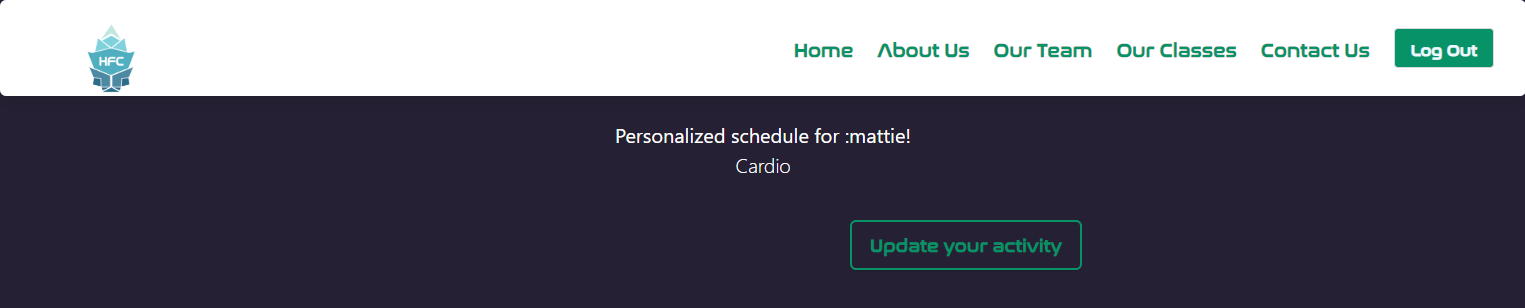 HFC
Home About Us Our Team Our Classes Contact Us Log Out
Personalized schedule for :mattie!
Cardio
Update your activity